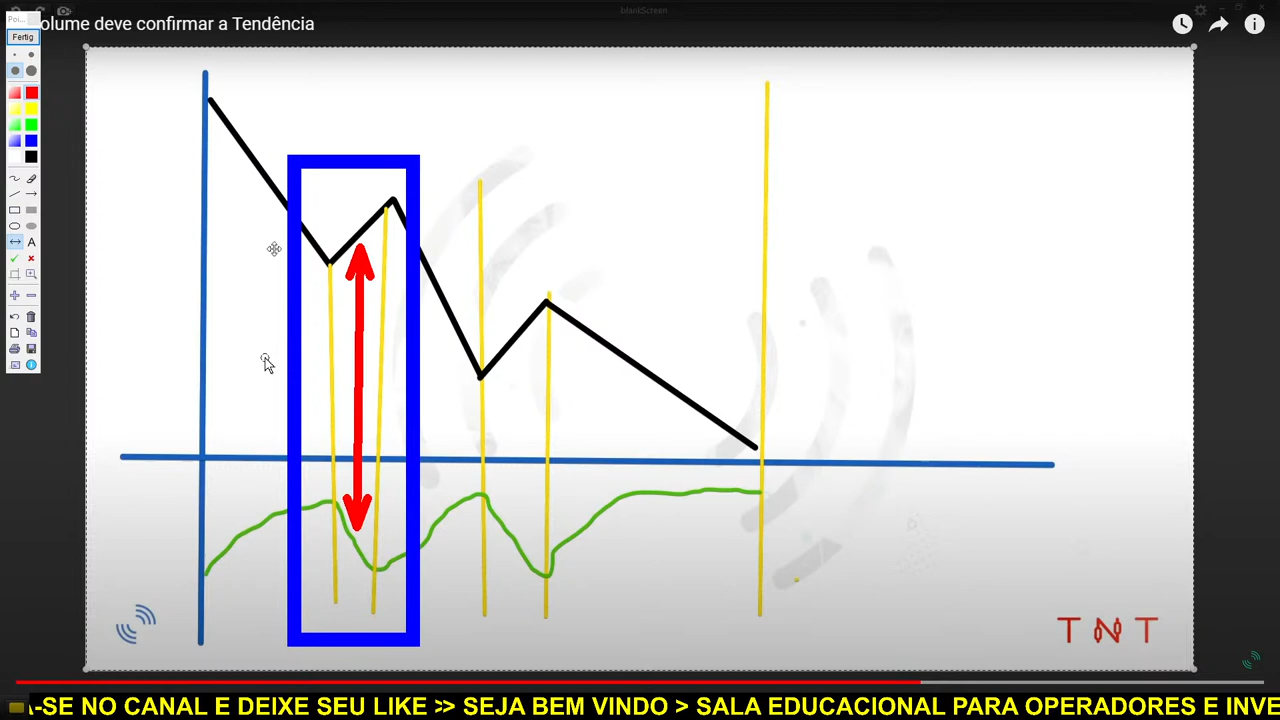 blankScreen
olume deve confirmar a Tendência
Fertig
A
TNT
-SE NO CANAL E DEIXE SEU LIKE >> SEJA BEM VINDO > SALA EDUCACIONAL PARA OPERADORES E INVE